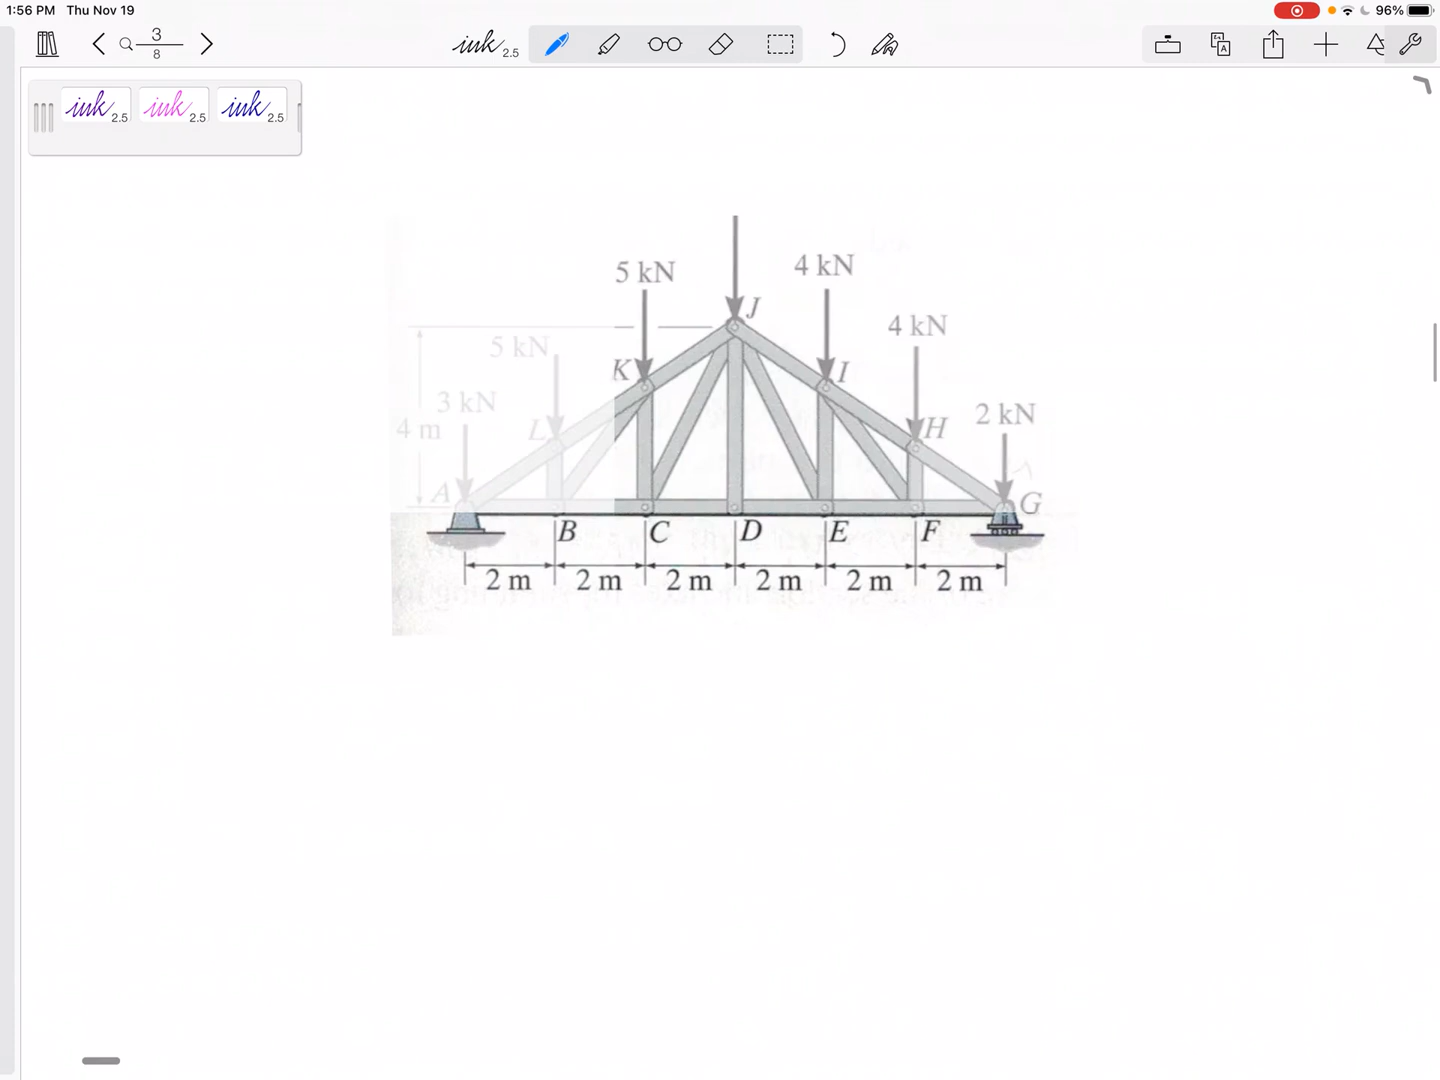 1:56 PM Thu Nov 19
96%
3
8
ink 2.5
A
ink 2.5 ink 2.5 ink 2.5
5 kN
4 kN
J
4 kN
5 kN
K
I
3 kN
2 kN
4 m
L
H
A
G
B
C
D
E
F
2 m
2 m
2 m
2 m
2 m
2 m